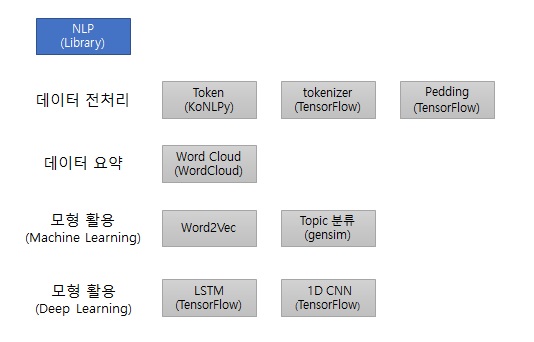 NLP
(Library)
데이터 전처리
Token
(KoNLPy)
tokenizer
(TensorFlow)
Pedding
(TensorFlow)
데이터 요약
Word Cloud
(WordCloud)
모형 활용
(Machine Learning)
Word2Vec
Topic 분류
(gensim)
모형 활용
(Deep Learning)
LSTM
(TensorFlow)
1D CNN
(TensorFlow)